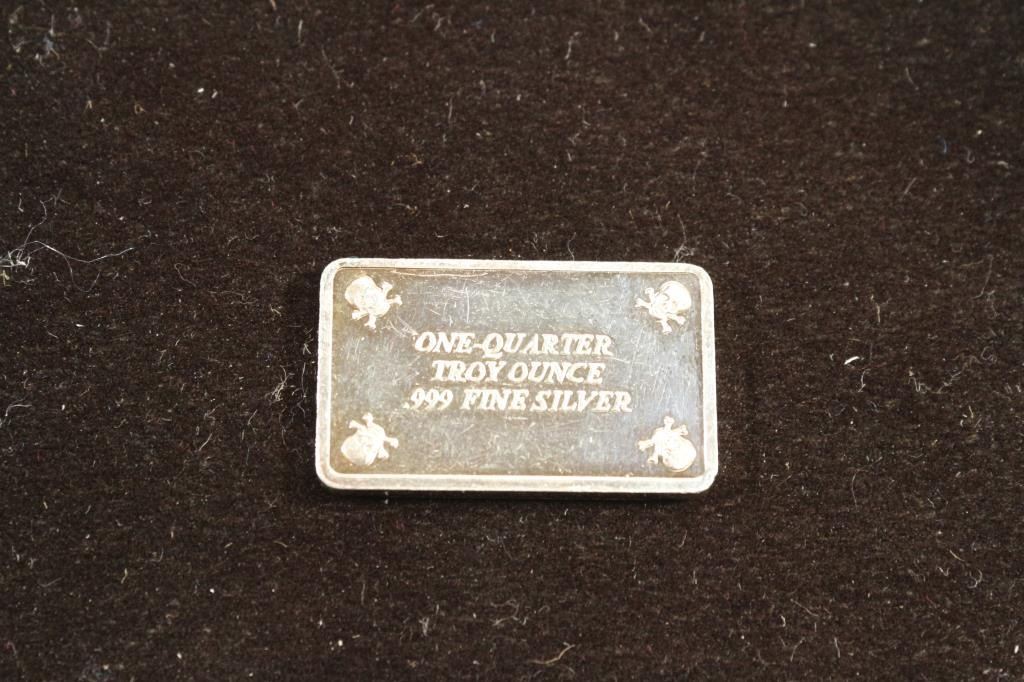 ONE-QUARTER
TROY OUNCE
.999 FINE SILVER